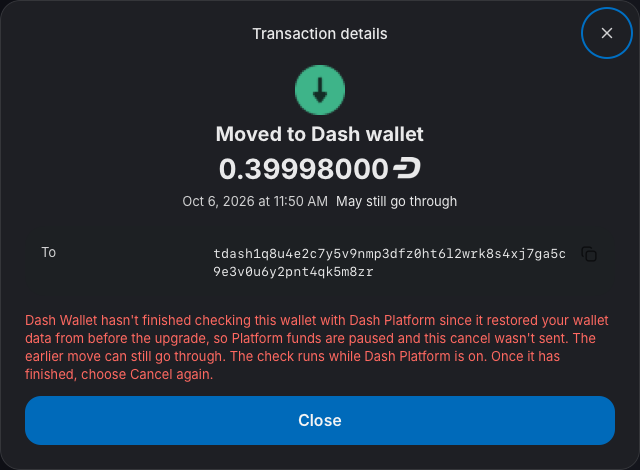 Transaction details
Moved to Dash wallet
0.39998000
Oct 6, 2026 at 11:50 AM May still go through
To
tdash1q8u4e2c7y5v9nmp3dfz0ht6l2wrk8s4xj7ga5c
9e3v0u6y2pnt4qk5m8zr
Dash Wallet hasn't finished checking this wallet with Dash Platform since it restored your wallet
data from before the upgrade, so Platform funds are paused and this cancel wasn't sent. The
earlier move can still go through. The check runs while Dash Platform is on. Once it has
finished, choose Cancel again.
Close